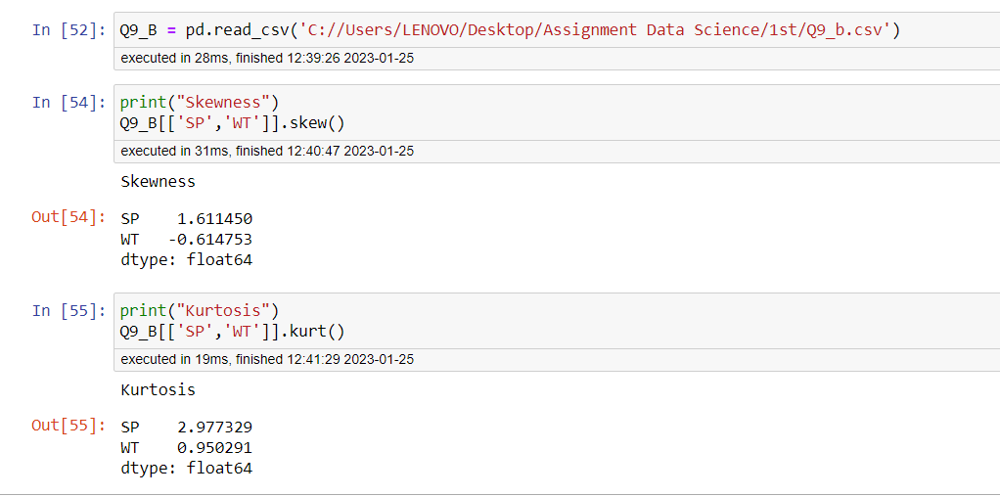 In [52]: Q9_B = pd.read_csv('C://Users/LENOVO/Desktop/Assignment Data Science/1st/Q9_b.csv')
executed in 28ms, finished 12:39:26 2023-01-25
In [54]: print("Skewness")
Q9_B[['SP','WT']].skew()
executed in 31ms, finished 12:40:47 2023-01-25
Skewness
Out[54]: SP    1.611450
WT   -0.614753
dtype: float64
In [55]: print("Kurtosis")
Q9_B[['SP','WT']].kurt()
executed in 19ms, finished 12:41:29 2023-01-25
Kurtosis
Out[55]: SP    2.977329
WT    0.950291
dtype: float64